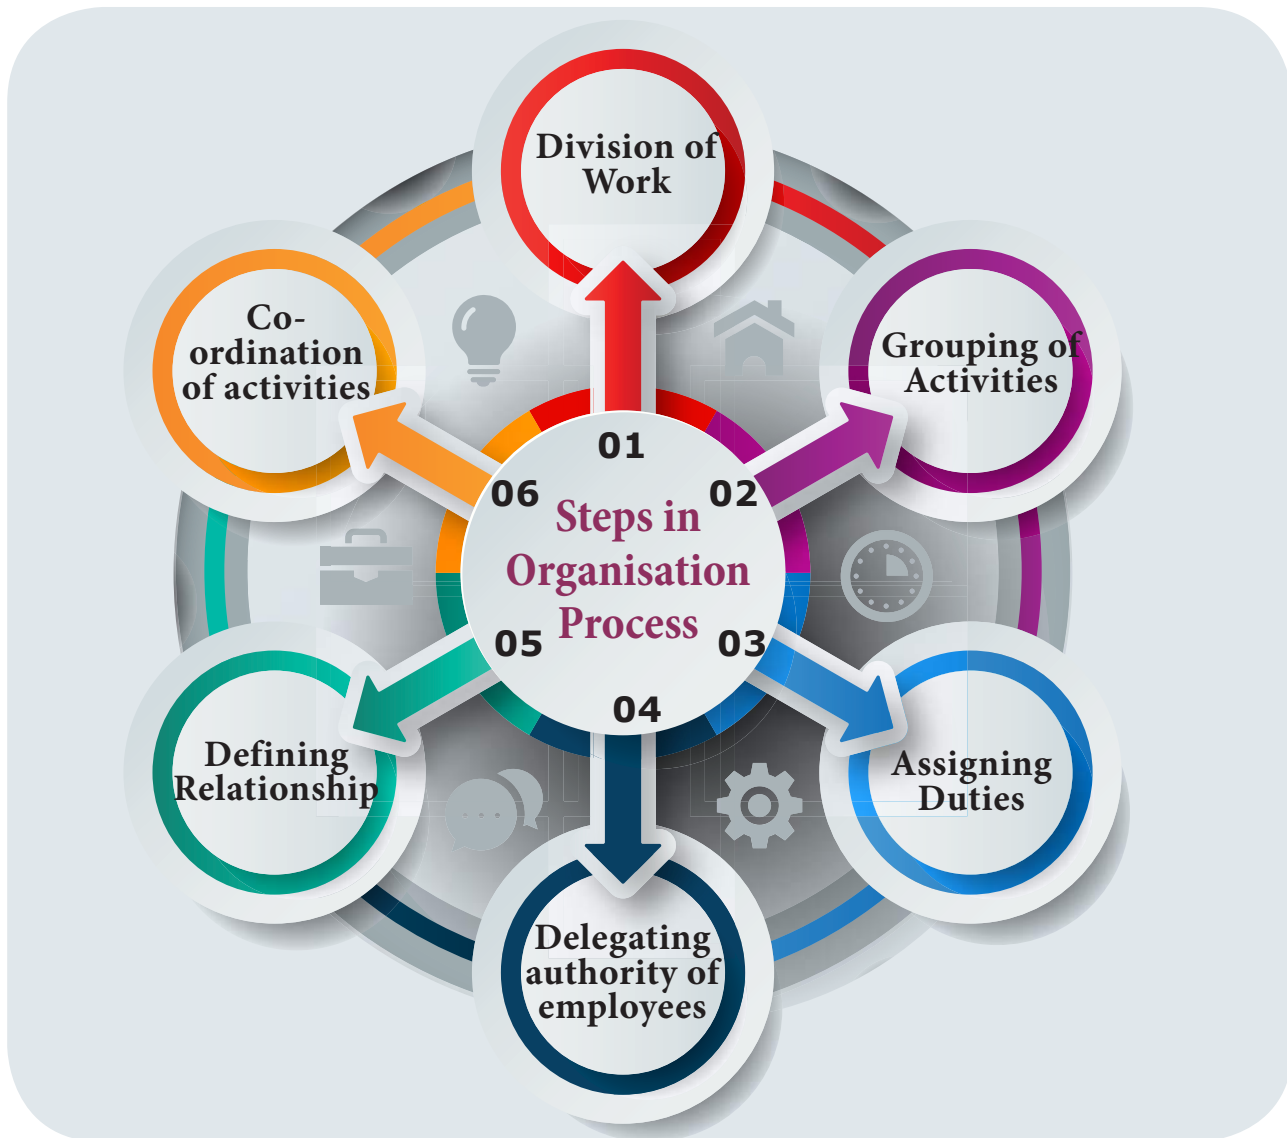 Steps in
Organisation
Process
01
Division of
Work
02
Grouping of
Activities
03
Assigning
Duties
04
Delegating
authority of
employees
05
Defining
Relationship
06
Co-
ordination
of activities